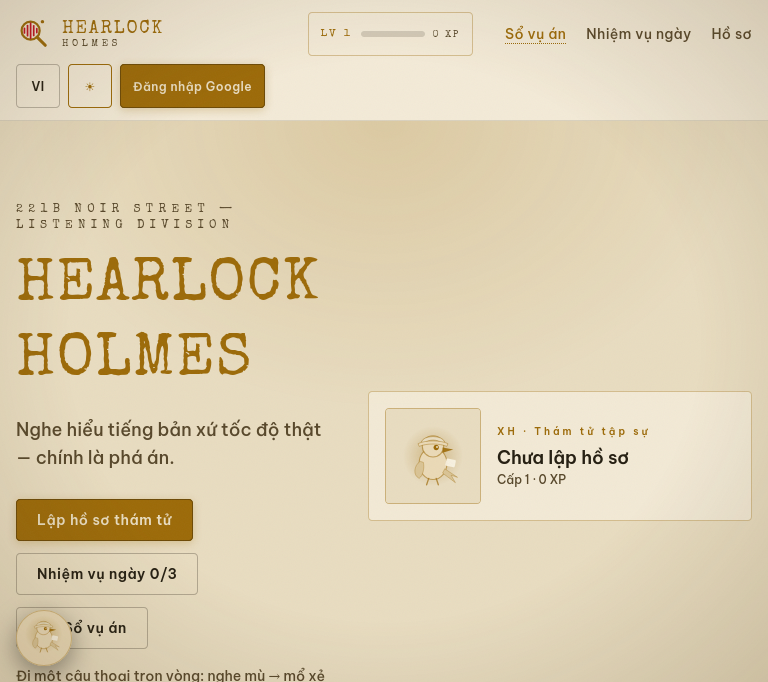 HEARLOCK
HOLMES
LV 1 0 XP
Sổ vụ án Nhiệm vụ ngày Hồ sơ
VI
Đăng nhập Google
221B NOIR STREET —
LISTENING DIVISION
HEARLOCK
HOLMES
Nghe hiểu tiếng bản xứ tốc độ thật
— chính là phá án.
XH · Thám tử tập sự
Chưa lập hồ sơ
Cấp 1 · 0 XP
Lập hồ sơ thám tử
Nhiệm vụ ngày 0/3
Sổ vụ án
Đi một câu thoại trọn vòng: nghe mù → mổ xẻ